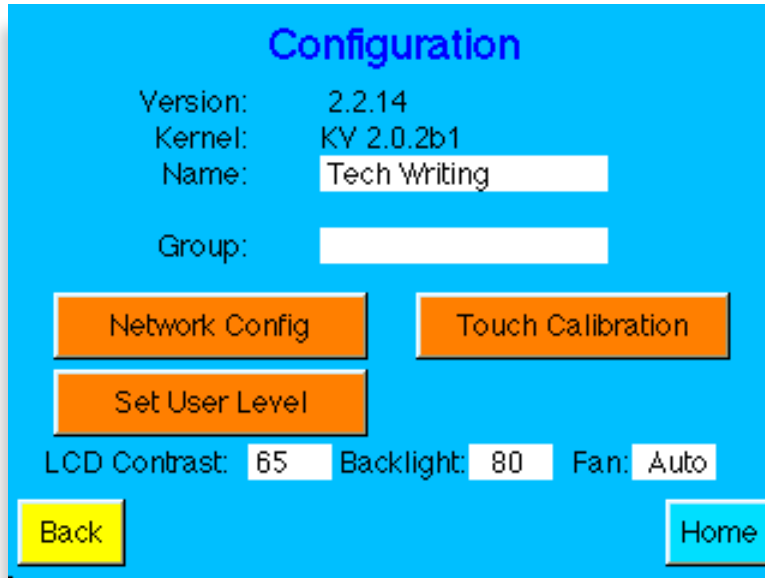 Configuration
Version: 2.2.14
Kernel: KV 2.0.2b1
Name: Tech Writing
Group:
Network Config Touch Calibration
Set User Level
LCD Contrast: 65 Backlight: 80 Fan: Auto
Back Home